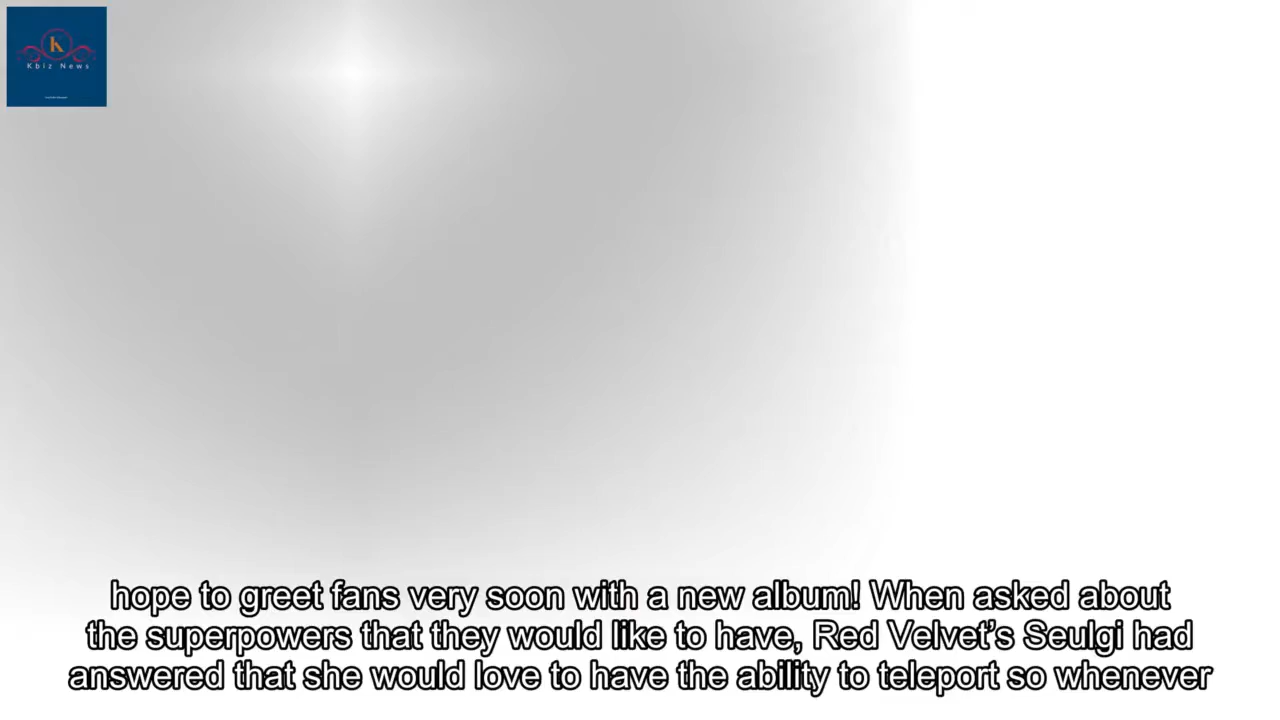 K
Kbiz News
hope to greet fans very soon with a new album! When asked about
the superpowers that they would like to have, Red Velvet’s Seulgi had
answered that she would love to have the ability to teleport so whenever